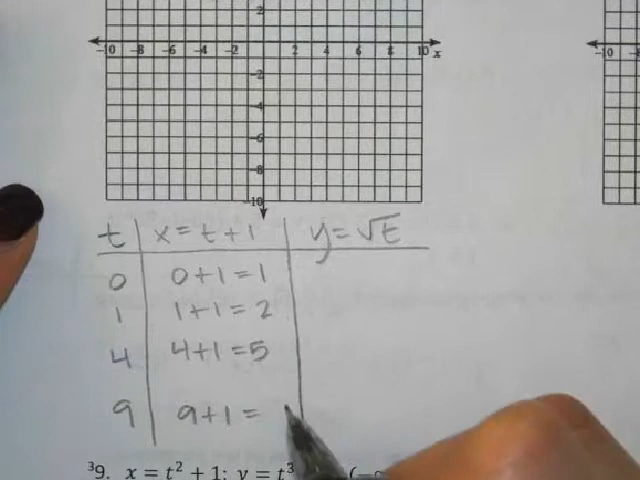 2
-10 -8 -6 -4 -2 2 4 6 8 10 x
-10
-2
-4
-6
-8
-10
t x = t + 1 y = √t
0 0 + 1 = 1
1 1 + 1 = 2
4 4 + 1 = 5
9 9 + 1 =
³9. x = t² + 1; y = t³